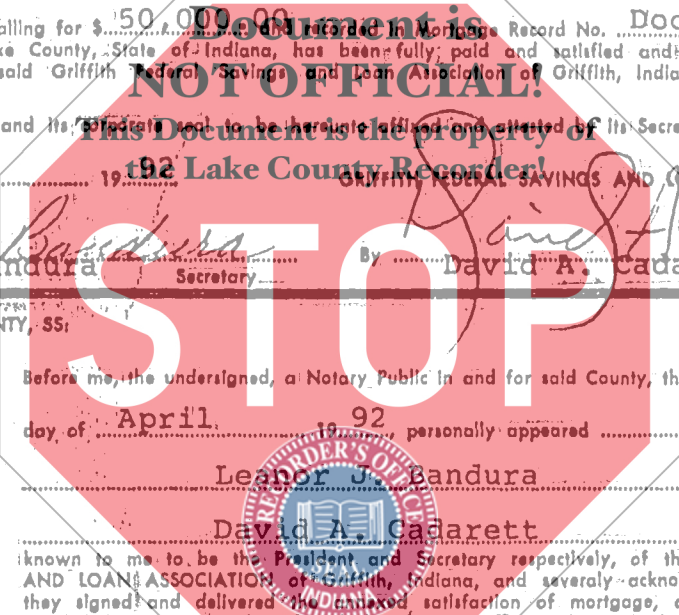 alling for $ 50,000.00 and recorded in Mortgage Record No. Doc
Document is
ke County, State of Indiana, has been fully paid and satisfied and
said Griffith Federal Savings and Loan Association of Griffith, India
NOT OFFICIAL!
and its corporate seal to be hereunto affixed and attested by its Secre
This Document is the property of
the Lake County Recorder!
19 92 GRIFFITH FEDERAL SAVINGS AND
Bandura
ndura By David A. Cada
Secretary
STOP
NTY, SS:
Before me, the undersigned, a Notary Public in and for said County, th
day of April 19 92, personally appeared
Leanor J. Bandura
David A. Cadarett
RECORDER'S OFFICE
SEAL
INDIANA
known to me to be the President and Secretary respectively, of th
AND LOAN ASSOCIATION of Griffith, Indiana, and severaly ackno
they signed and delivered the annexed satisfaction of mortgage,